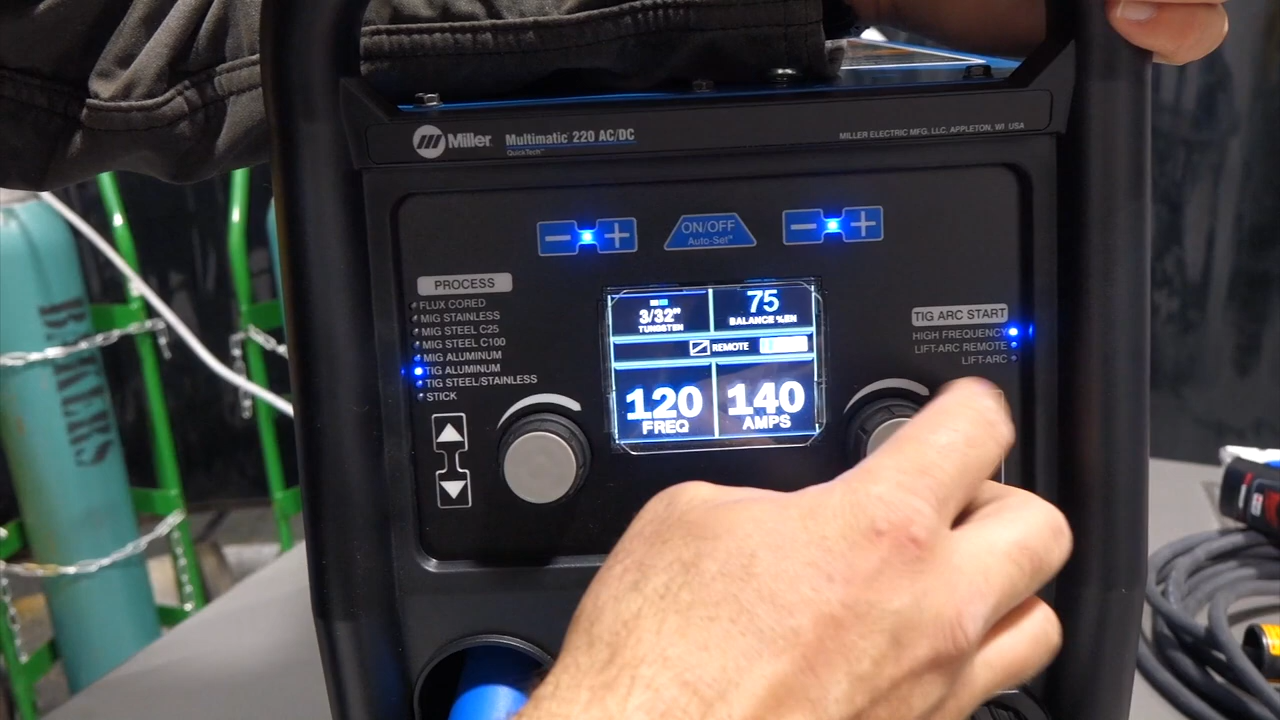 Miller
Multimatic® 220 AC/DC
QuickTech™
MILLER ELECTRIC MFG. LLC, APPLETON, WI USA
− +
ON/OFF
Auto-Set™
− +
PROCESS
FLUX CORED
MIG STAINLESS
MIG STEEL C25
MIG STEEL C100
MIG ALUMINUM
TIG ALUMINUM
TIG STEEL/STAINLESS
STICK
3/32"
TUNGSTEN
75
BALANCE %EN
REMOTE
120
FREQ
140
AMPS
TIG ARC START
HIGH FREQUENCY
LIFT-ARC REMOTE
LIFT-ARC